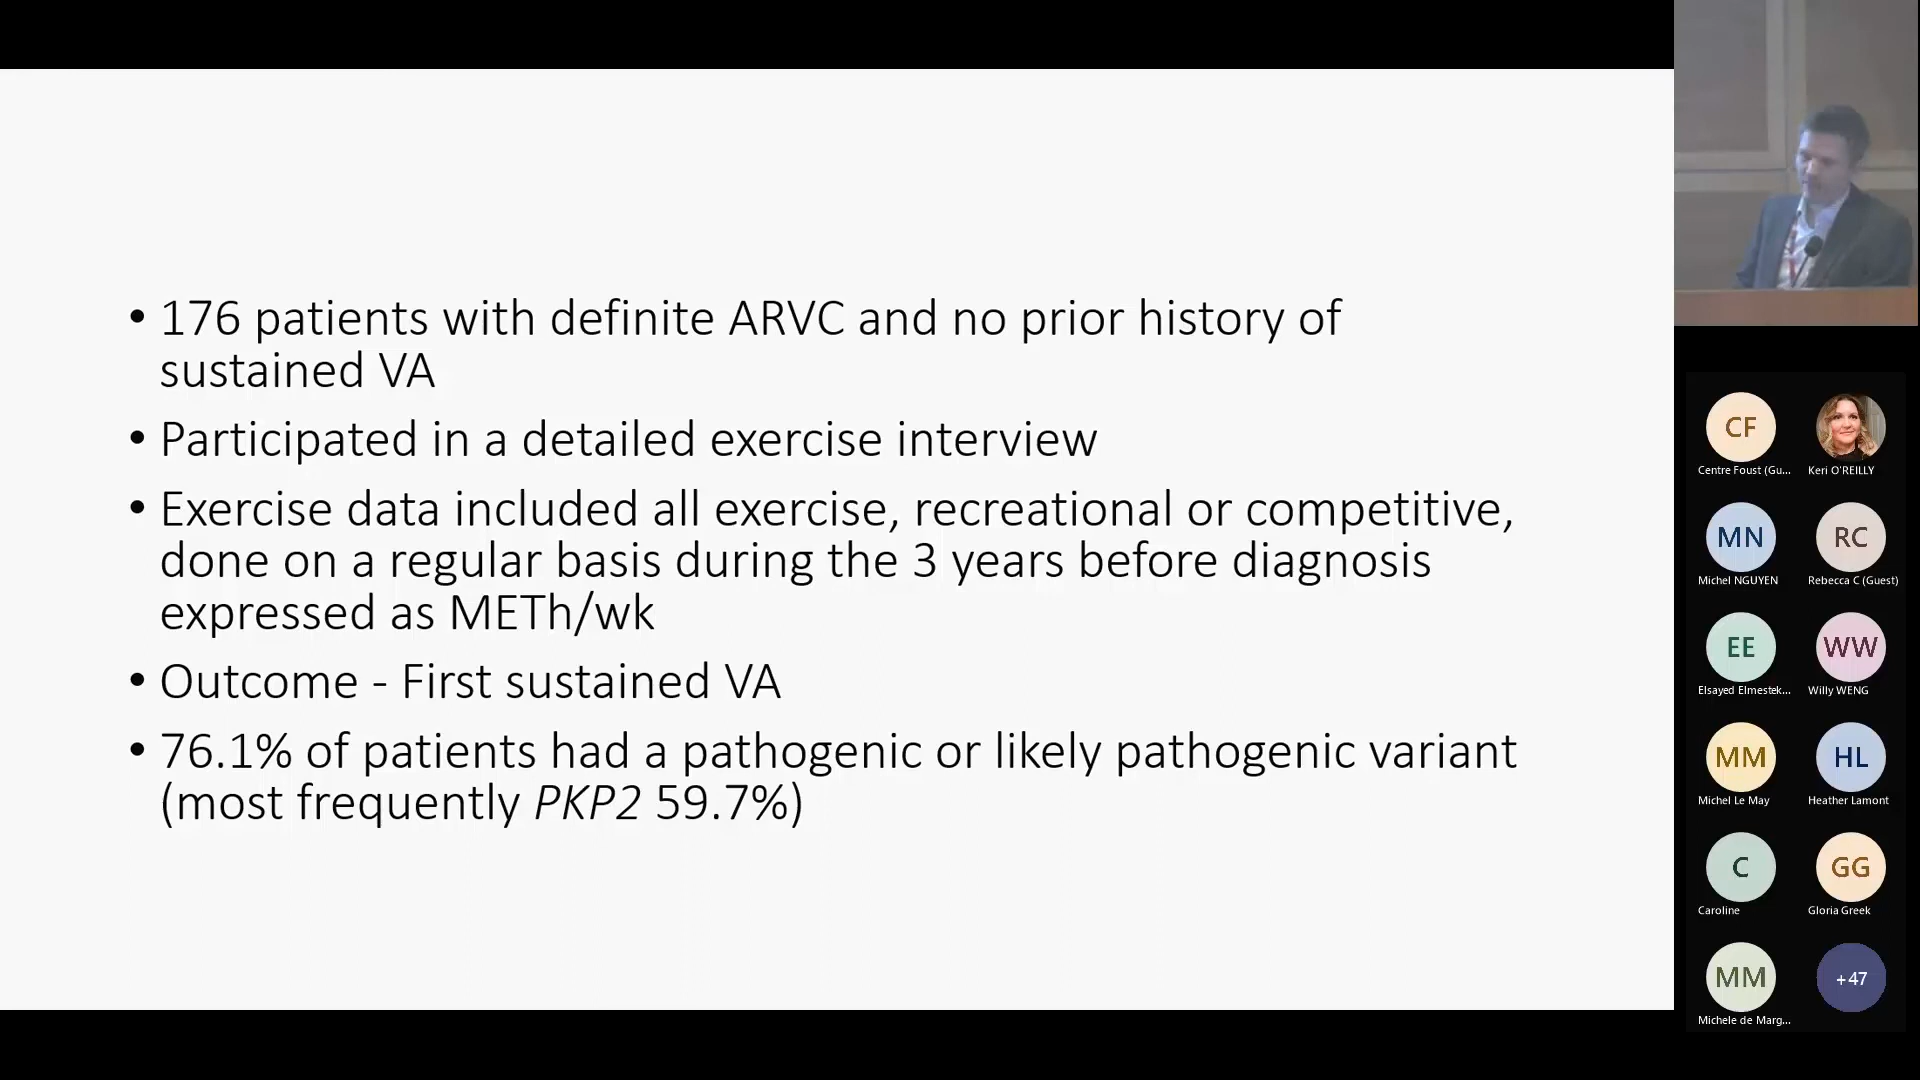 • 176 patients with definite ARVC and no prior history of
sustained VA
• Participated in a detailed exercise interview
• Exercise data included all exercise, recreational or competitive,
done on a regular basis during the 3 years before diagnosis
expressed as METh/wk
• Outcome - First sustained VA
• 76.1% of patients had a pathogenic or likely pathogenic variant
(most frequently PKP2 59.7%)
CF
Centre Foust (Gu...
Keri O'REILLY
MN
Michel NGUYEN
RC
Rebecca C (Guest)
EE
Elsayed Elmestek...
WW
Willy WENG
MM
Michel Le May
HL
Heather Lamont
C
Caroline
GG
Gloria Greek
MM
Michele de Marg...
+47